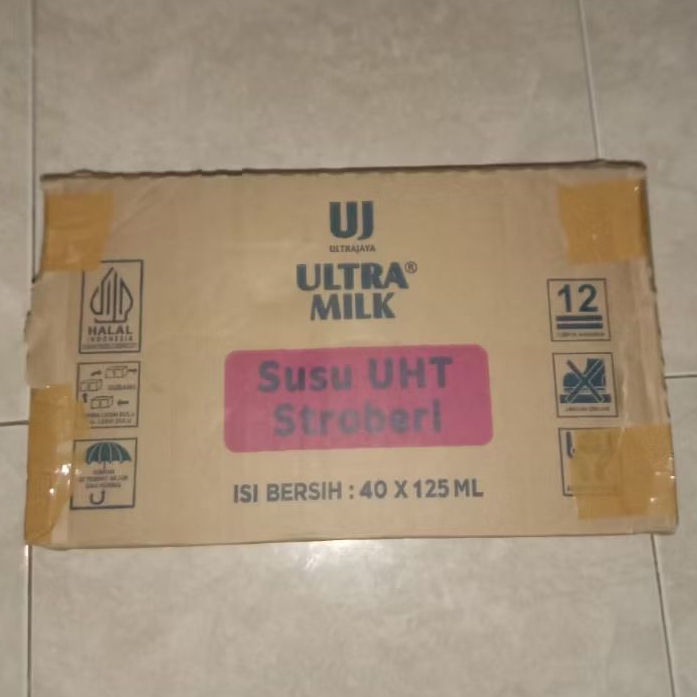 UJ
ULTRAJAYA
ULTRA®
MILK
Susu UHT
Stroberi
ISI BERSIH : 40 X 125 ML
HALAL
INDONESIA
12